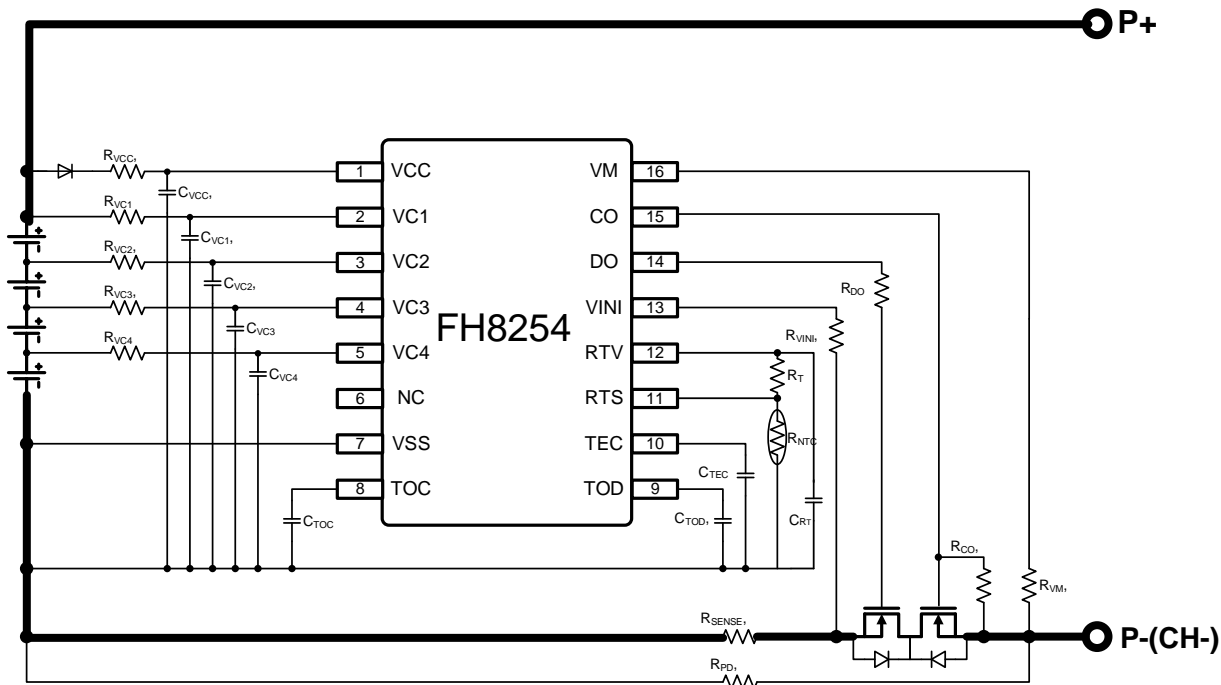 P+
RVCC,
CVCC,
1 VCC
VM 16
RVC1
CVC1,
2 VC1
CO 15
RVC2,
CVC2,
3 VC2
DO 14
RDO
RVC3
CVC3
4 VC3
VINI 13
RVINI,
FH8254
RVC4
CVC4
5 VC4
RTV 12
RT
6 NC
RTS 11
RNTC
7 VSS
TEC 10
CTEC
8 TOC
TOD 9
CTOC
CTOD,
CRT
RCO,
RVM,
RSENSE,
P-(CH-)
RPD,